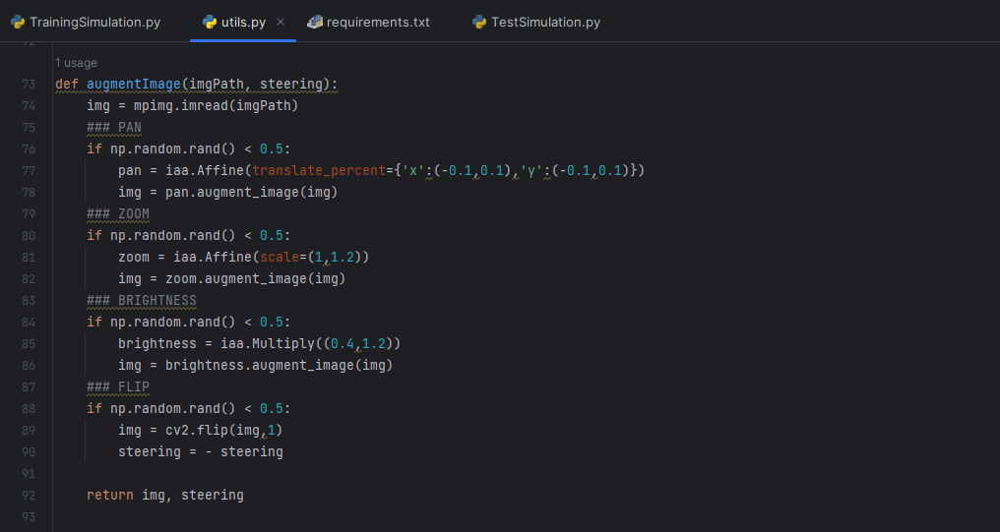 TrainingSimulation.py utils.py × requirements.txt TestSimulation.py
1 usage
73 def augmentImage(imgPath, steering):
74 img = mpimg.imread(imgPath)
75 ### PAN
76 if np.random.rand() < 0.5:
77 pan = iaa.Affine(translate_percent={'x':(-0.1,0.1),'y':(-0.1,0.1)})
78 img = pan.augment_image(img)
79 ### ZOOM
80 if np.random.rand() < 0.5:
81 zoom = iaa.Affine(scale=(1,1.2))
82 img = zoom.augment_image(img)
83 ### BRIGHTNESS
84 if np.random.rand() < 0.5:
85 brightness = iaa.Multiply((0.4,1.2))
86 img = brightness.augment_image(img)
87 ### FLIP
88 if np.random.rand() < 0.5:
89 img = cv2.flip(img,1)
90 steering = - steering
91
92 return img, steering
93